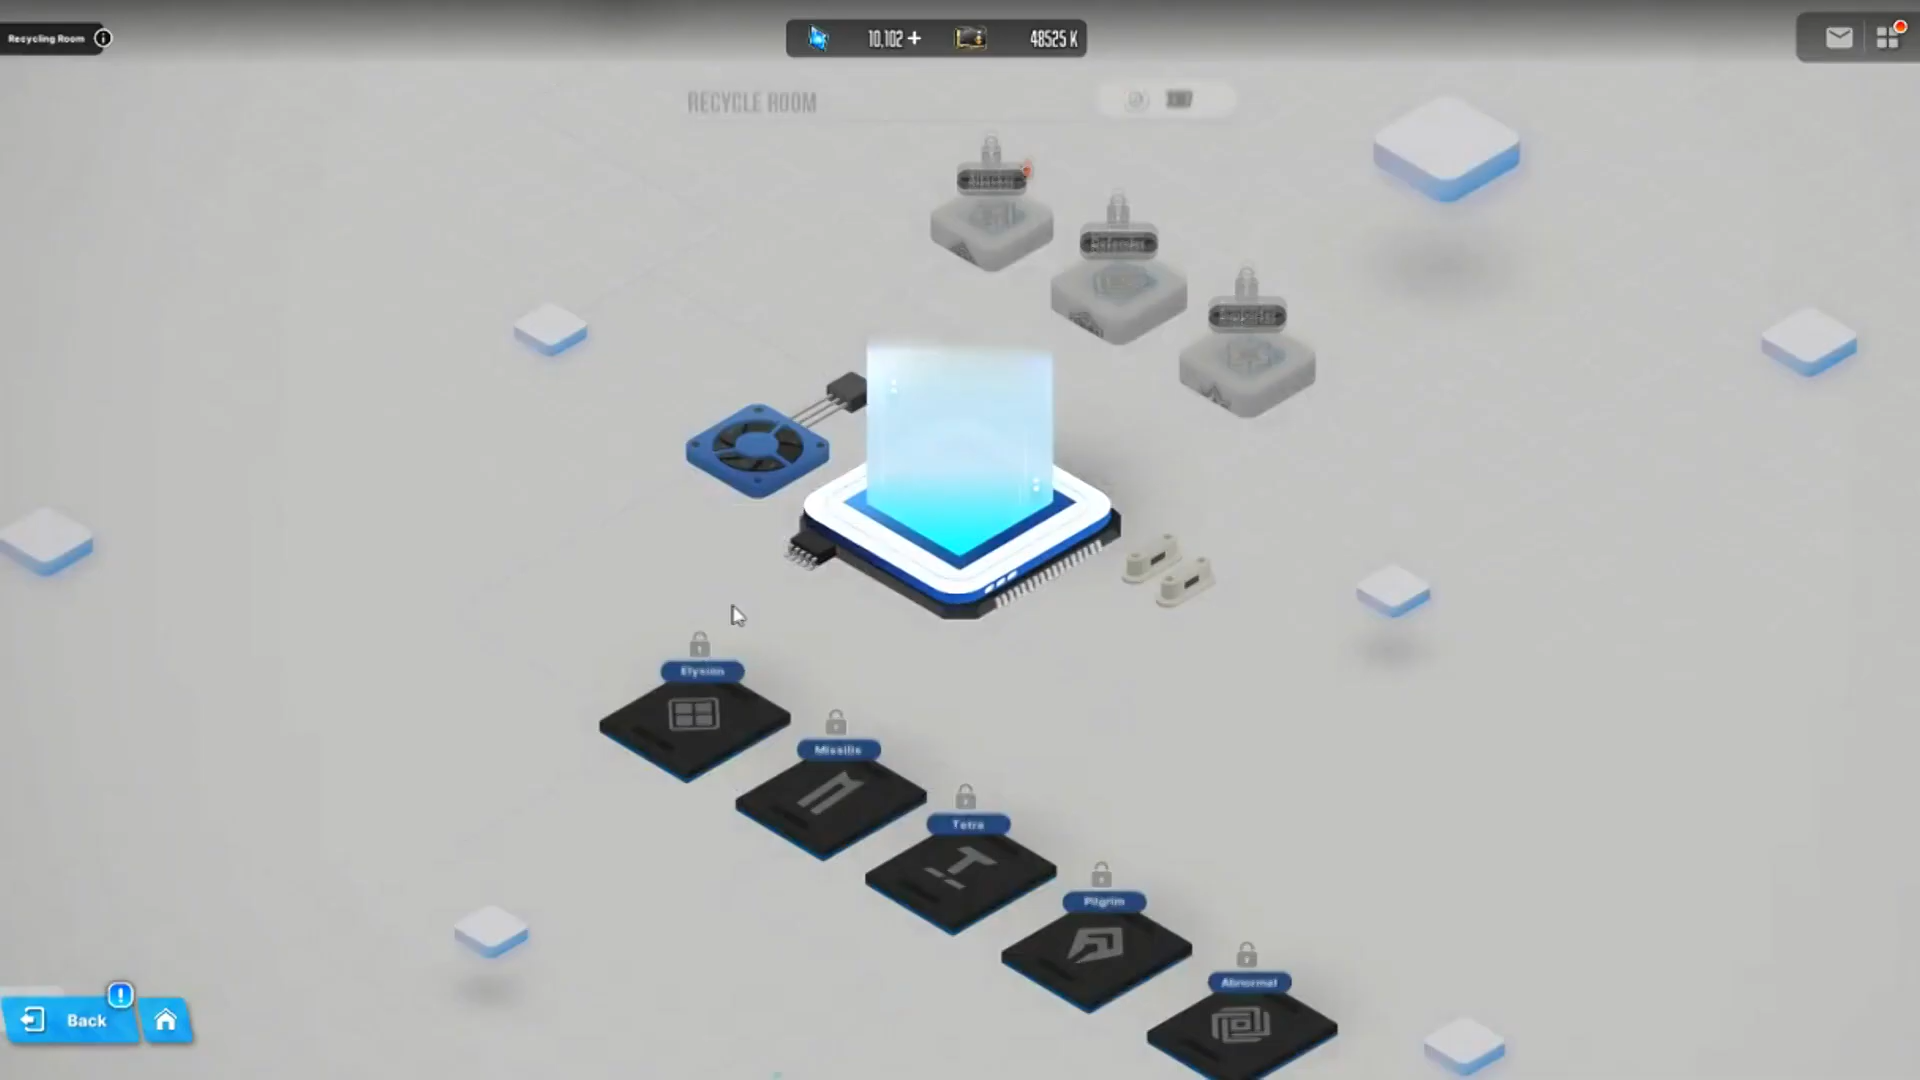 Recycling Room
10,102 +
48525 K
RECYCLE ROOM
Elysion
Missilis
Tetra
Pilgrim
Abnormal
Back